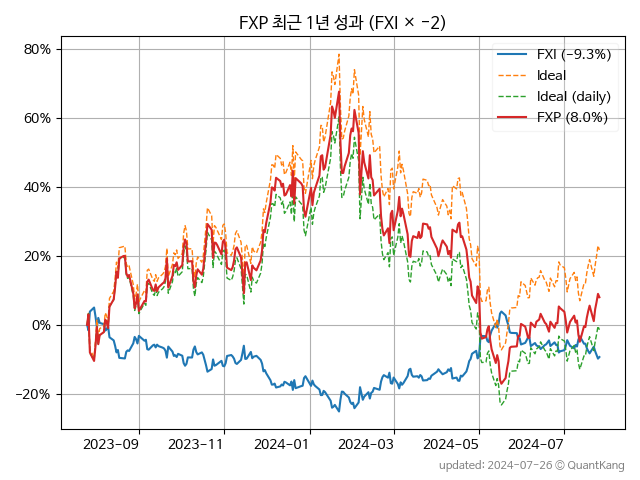 FXP 최근 1년 성과 (FXI × −2)
80%
60%
40%
20%
0%
−20%
FXI (−9.3%)
Ideal
Ideal (daily)
FXP (8.0%)
2023−09
2023−11
2024−01
2024−03
2024−05
2024−07
updated: 2024-07-26 © QuantKang